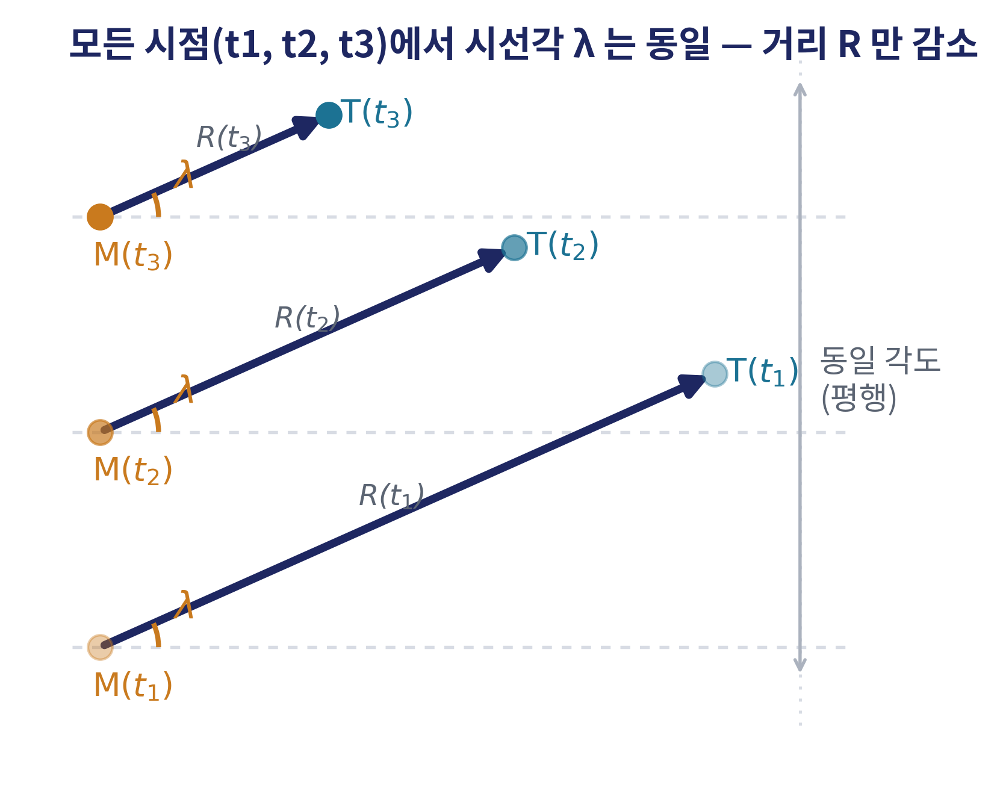 모든 시점(t1, t2, t3)에서 시선각 λ 는 동일 — 거리 R 만 감소
T(t₃)
R(t₃)
λ
M(t₃)
T(t₂)
R(t₂)
λ
M(t₂)
T(t₁)
동일 각도
(평행)
R(t₁)
λ
M(t₁)